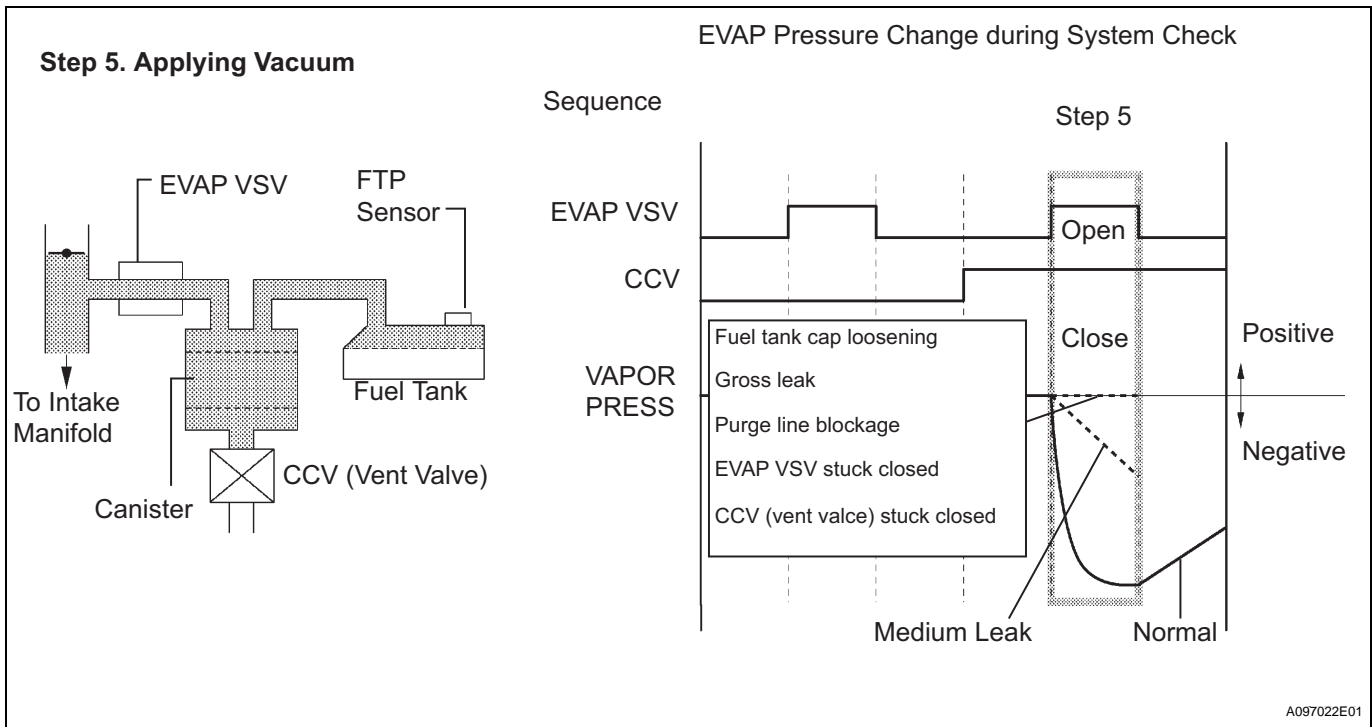 Step 5. Applying Vacuum
EVAP VSV
FTP
Sensor
To Intake
Manifold
Fuel Tank
CCV (Vent Valve)
Canister
EVAP Pressure Change during System Check
Sequence
Step 5
EVAP VSV
Open
CCV
Close
VAPOR
PRESS
Fuel tank cap loosening
Gross leak
Purge line blockage
EVAP VSV stuck closed
CCV (vent valce) stuck closed
Positive
Negative
Medium Leak
Normal
A097022E01